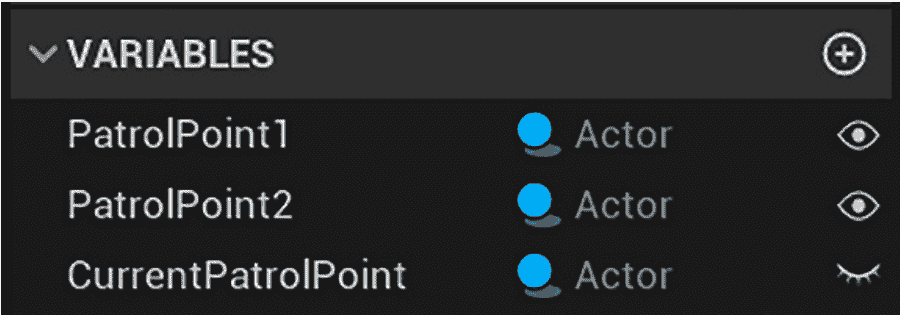 VARIABLES
PatrolPoint1 Actor
PatrolPoint2 Actor
CurrentPatrolPoint Actor